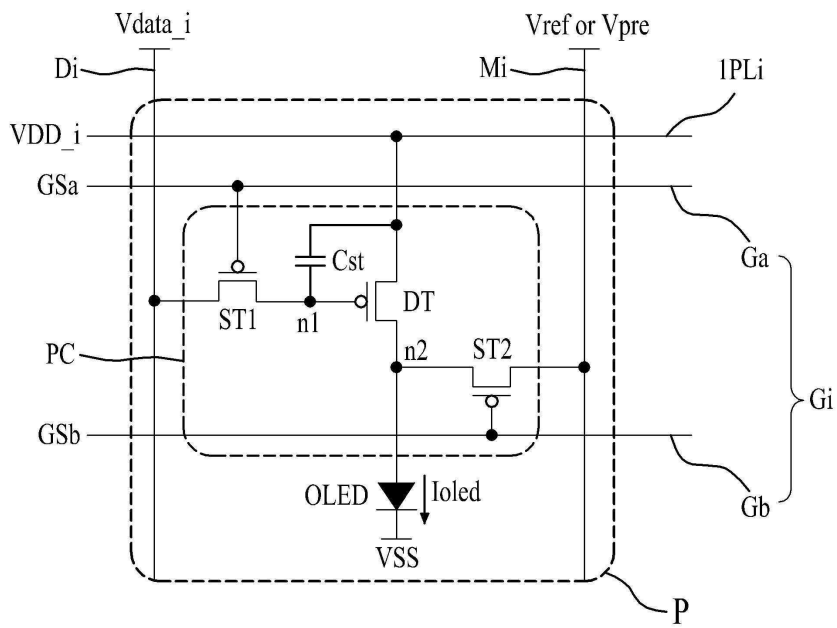 Vdata_i
Vref or Vpre
Di
Mi
1PLi
VDD_i
GSa
Ga
Cst
DT
ST1
n1
PC
n2
ST2
Gi
GSb
OLED
Ioled
Gb
VSS
P